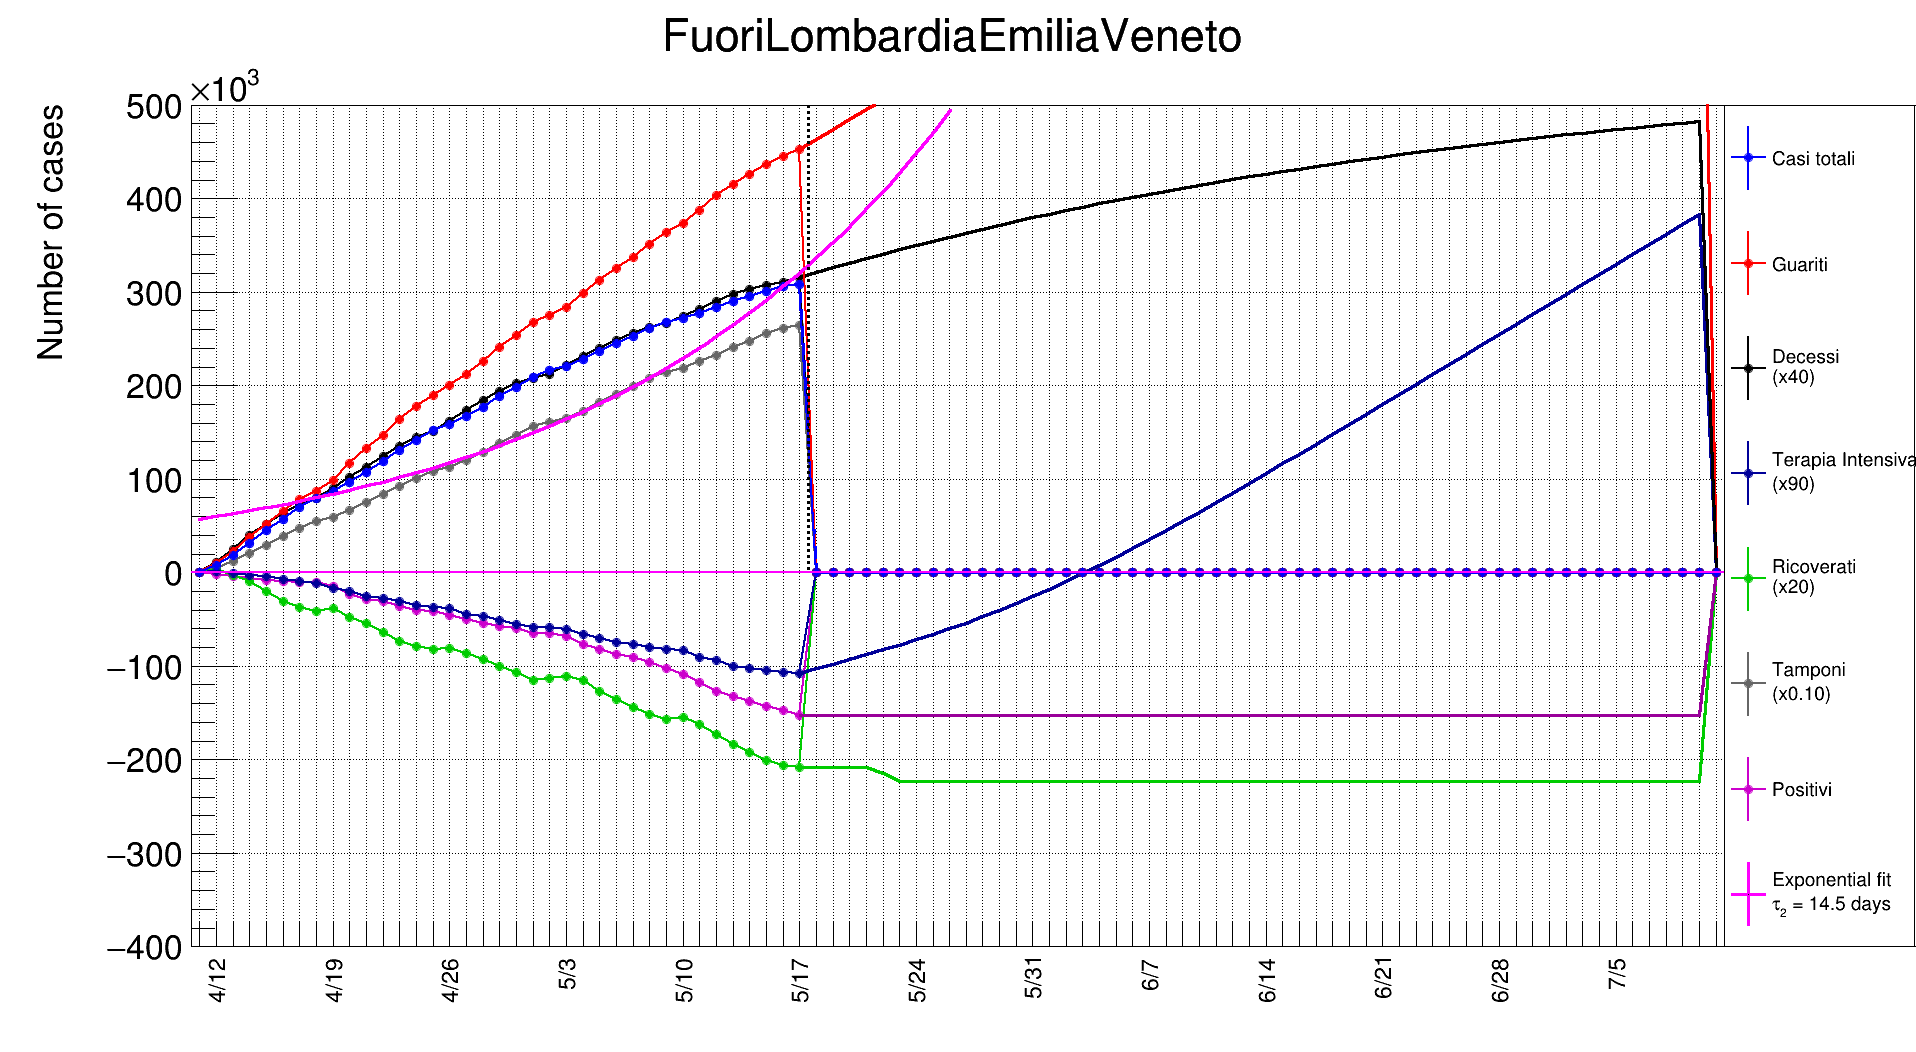 FuoriLombardiaEmiliaVeneto
×10³
Number of cases
500
400
300
200
100
0
−100
−200
−300
−400
4/12
4/19
4/26
5/3
5/10
5/17
5/24
5/31
6/7
6/14
6/21
6/28
7/5
Casi totali
Guariti
Decessi
(x40)
Terapia Intensiva
(x90)
Ricoverati
(x20)
Tamponi
(x0.10)
Positivi
Exponential fit
τ₂ = 14.5 days